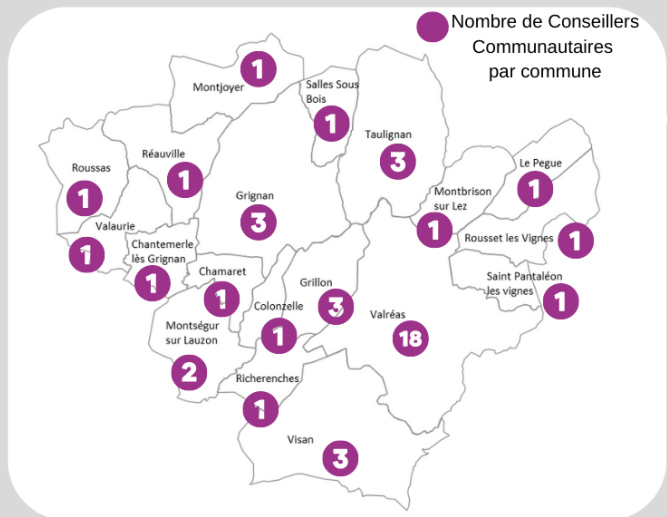 Nombre de Conseillers
Communautaires
par commune
Montjoyer
1
Salles Sous
Bois
1
Taulignan
3
Réauville
1
Roussas
1
Le Pegue
1
Grignan
3
Montbrison
sur Lez
1
Valaurie
1
Rousset les Vignes
1
Chantemerle
lès Grignan
1
Chamaret
1
Saint Pantaléon
les vignes
1
Grillon
3
Colonzelle
1
Valréas
18
Montségur
sur Lauzon
2
Richerenches
1
Visan
3